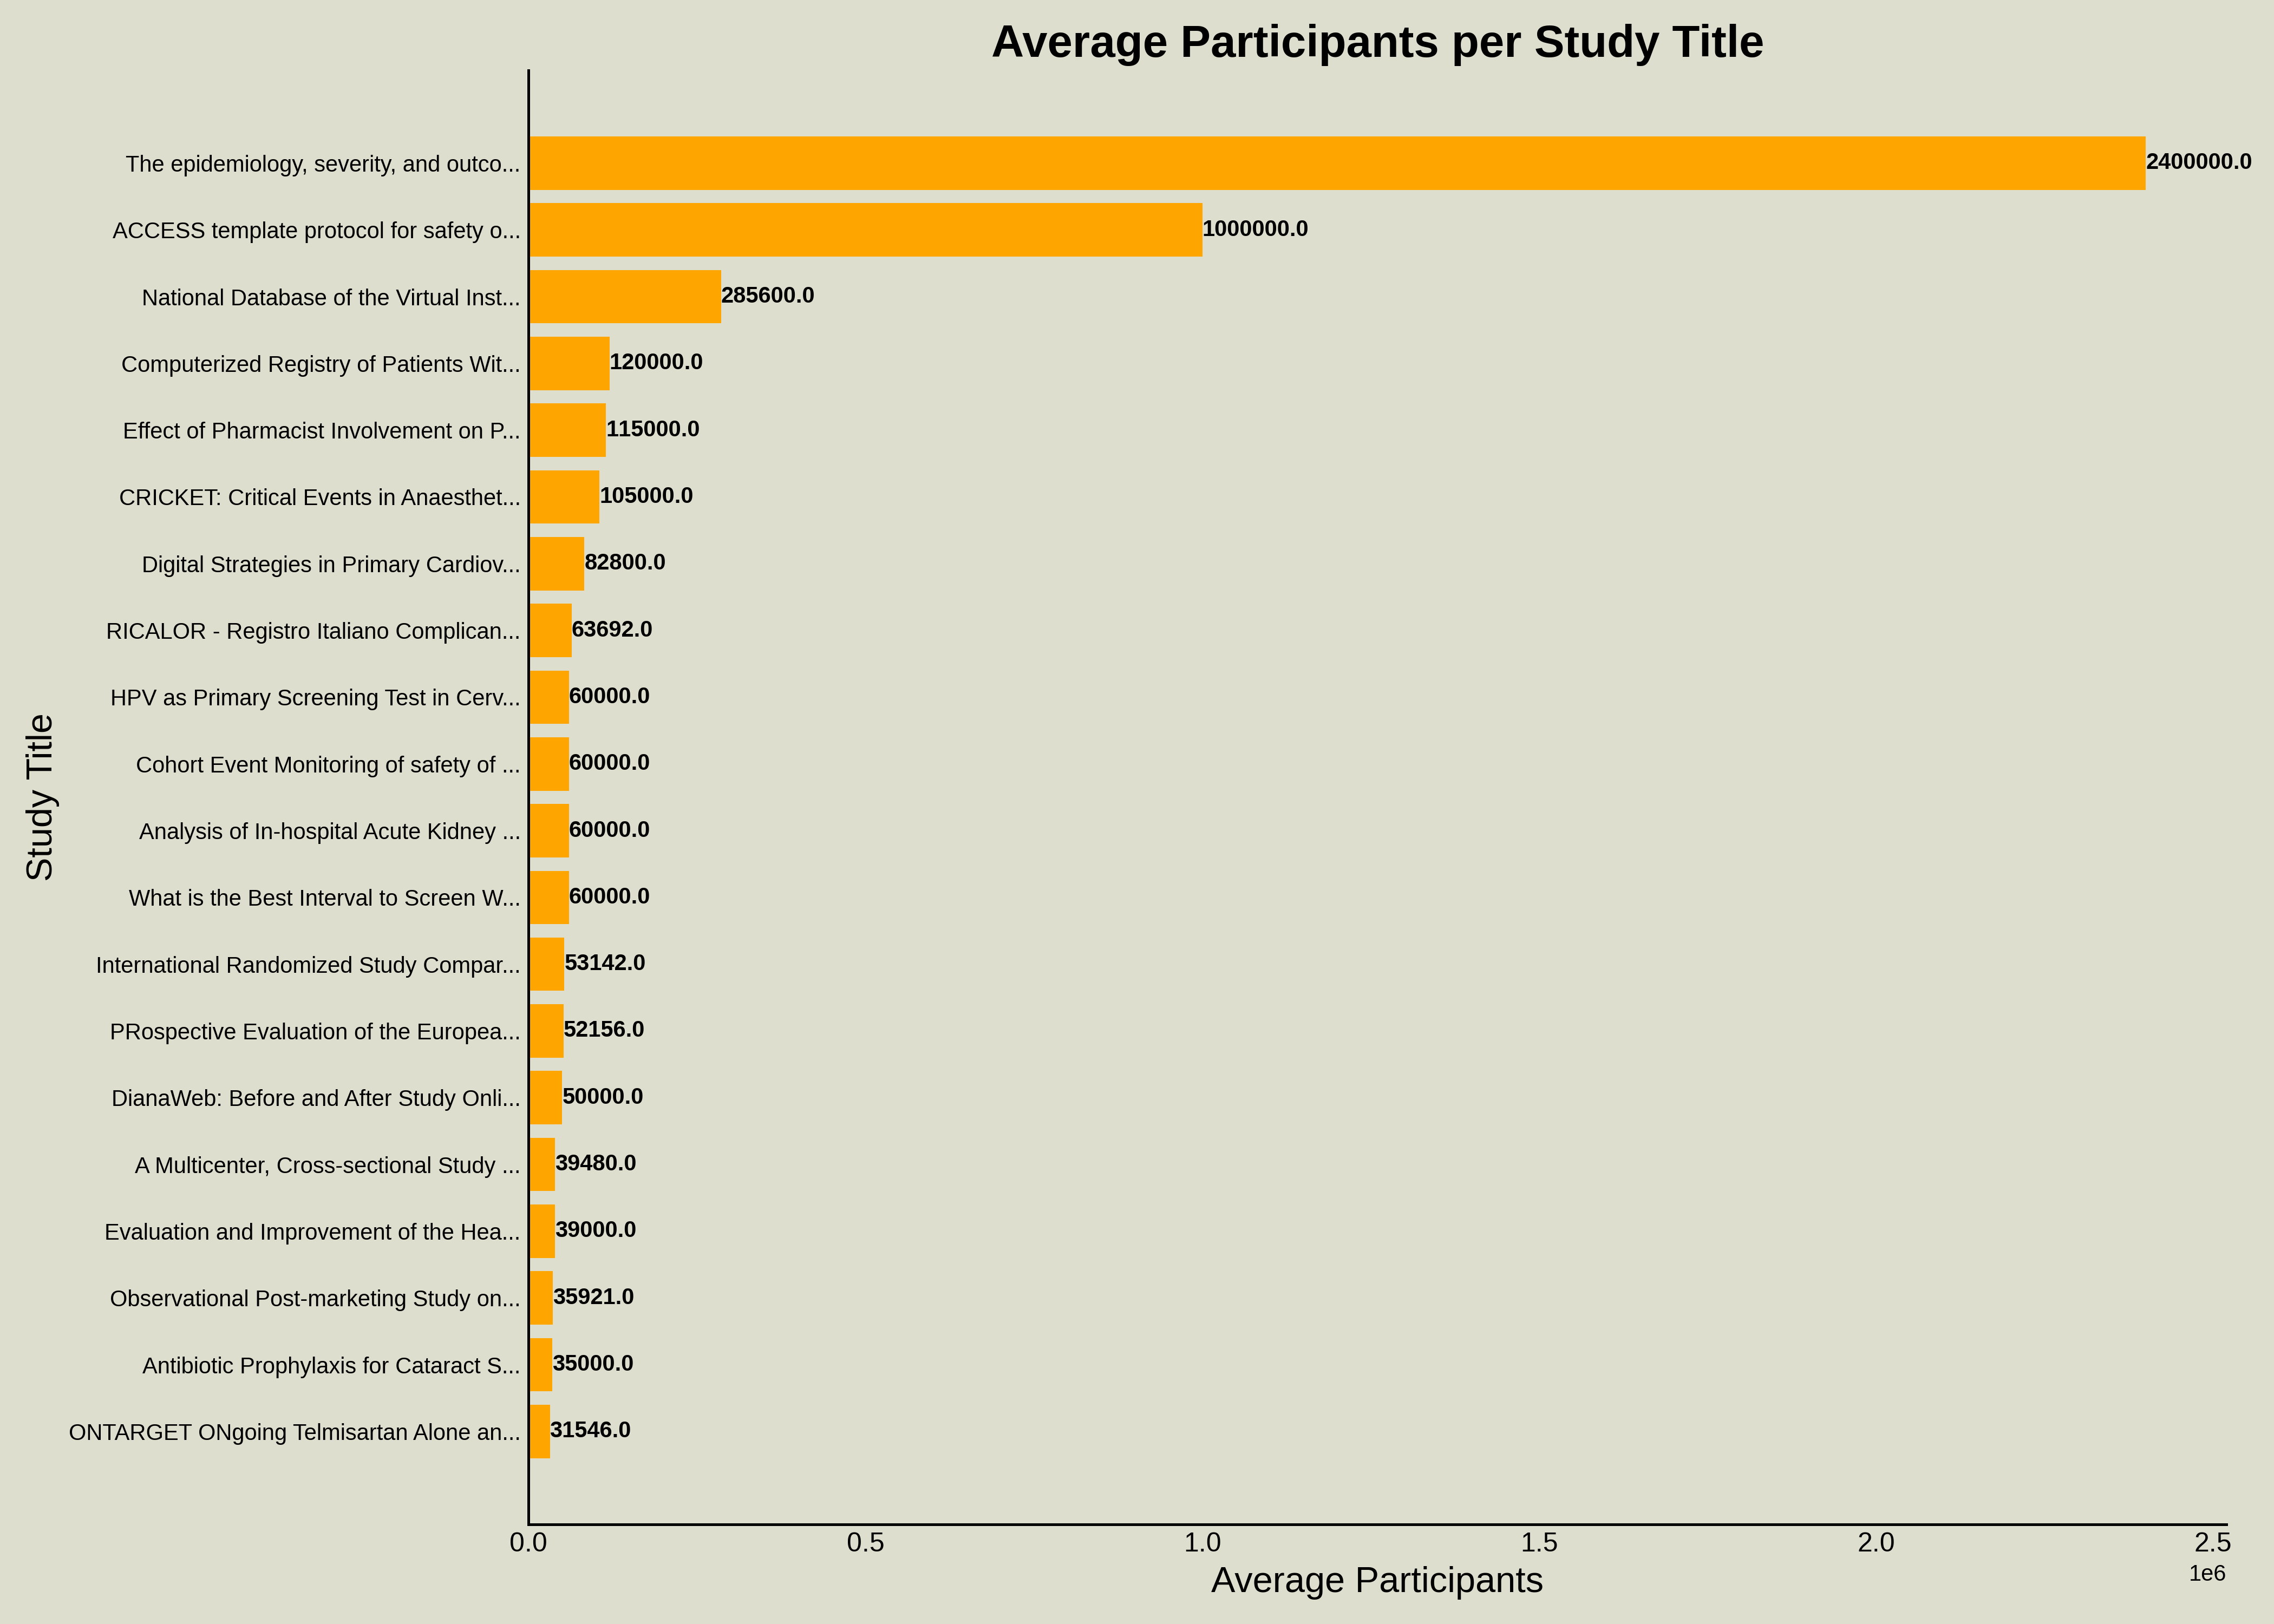 Average Participants per Study Title
The epidemiology, severity, and outco... 2400000.0
ACCESS template protocol for safety o... 1000000.0
National Database of the Virtual Inst... 285600.0
Computerized Registry of Patients Wit... 120000.0
Effect of Pharmacist Involvement on P... 115000.0
CRICKET: Critical Events in Anaesthet... 105000.0
Digital Strategies in Primary Cardiov... 82800.0
RICALOR - Registro Italiano Complican... 63692.0
HPV as Primary Screening Test in Cerv... 60000.0
Cohort Event Monitoring of safety of ... 60000.0
Analysis of In-hospital Acute Kidney ... 60000.0
What is the Best Interval to Screen W... 60000.0
International Randomized Study Compar... 53142.0
PRospective Evaluation of the Europea... 52156.0
DianaWeb: Before and After Study Onli... 50000.0
A Multicenter, Cross-sectional Study ... 39480.0
Evaluation and Improvement of the Hea... 39000.0
Observational Post-marketing Study on... 35921.0
Antibiotic Prophylaxis for Cataract S... 35000.0
ONTARGET ONgoing Telmisartan Alone an... 31546.0
Study Title
0.0 0.5 1.0 1.5 2.0 2.5
1e6
Average Participants